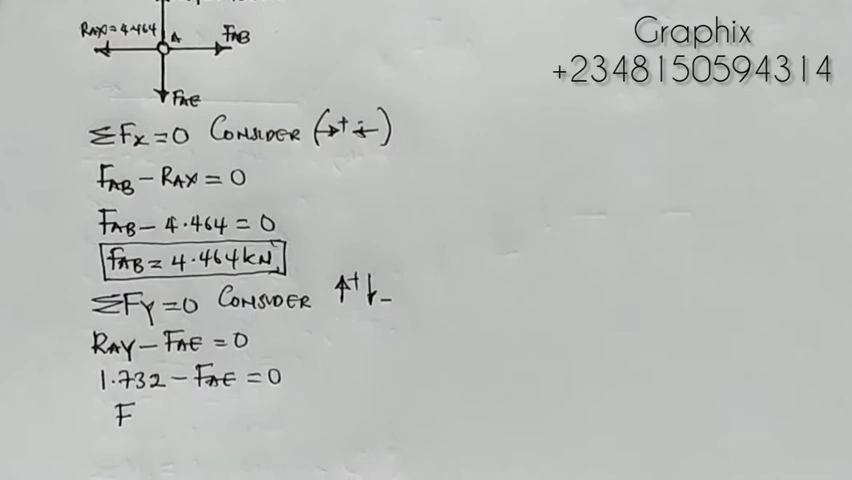 Graphix
+2348150594314
RAX=4.464 A FAB
FAE
ΣFx=0 CONSIDER (→+ ←-)
FAB - RAX = 0
FAB - 4.464 = 0
FAB = 4.464kN
ΣFy=0 CONSIDER ↑+↓-
RAY - FAE = 0
1.732 - FAE = 0
F